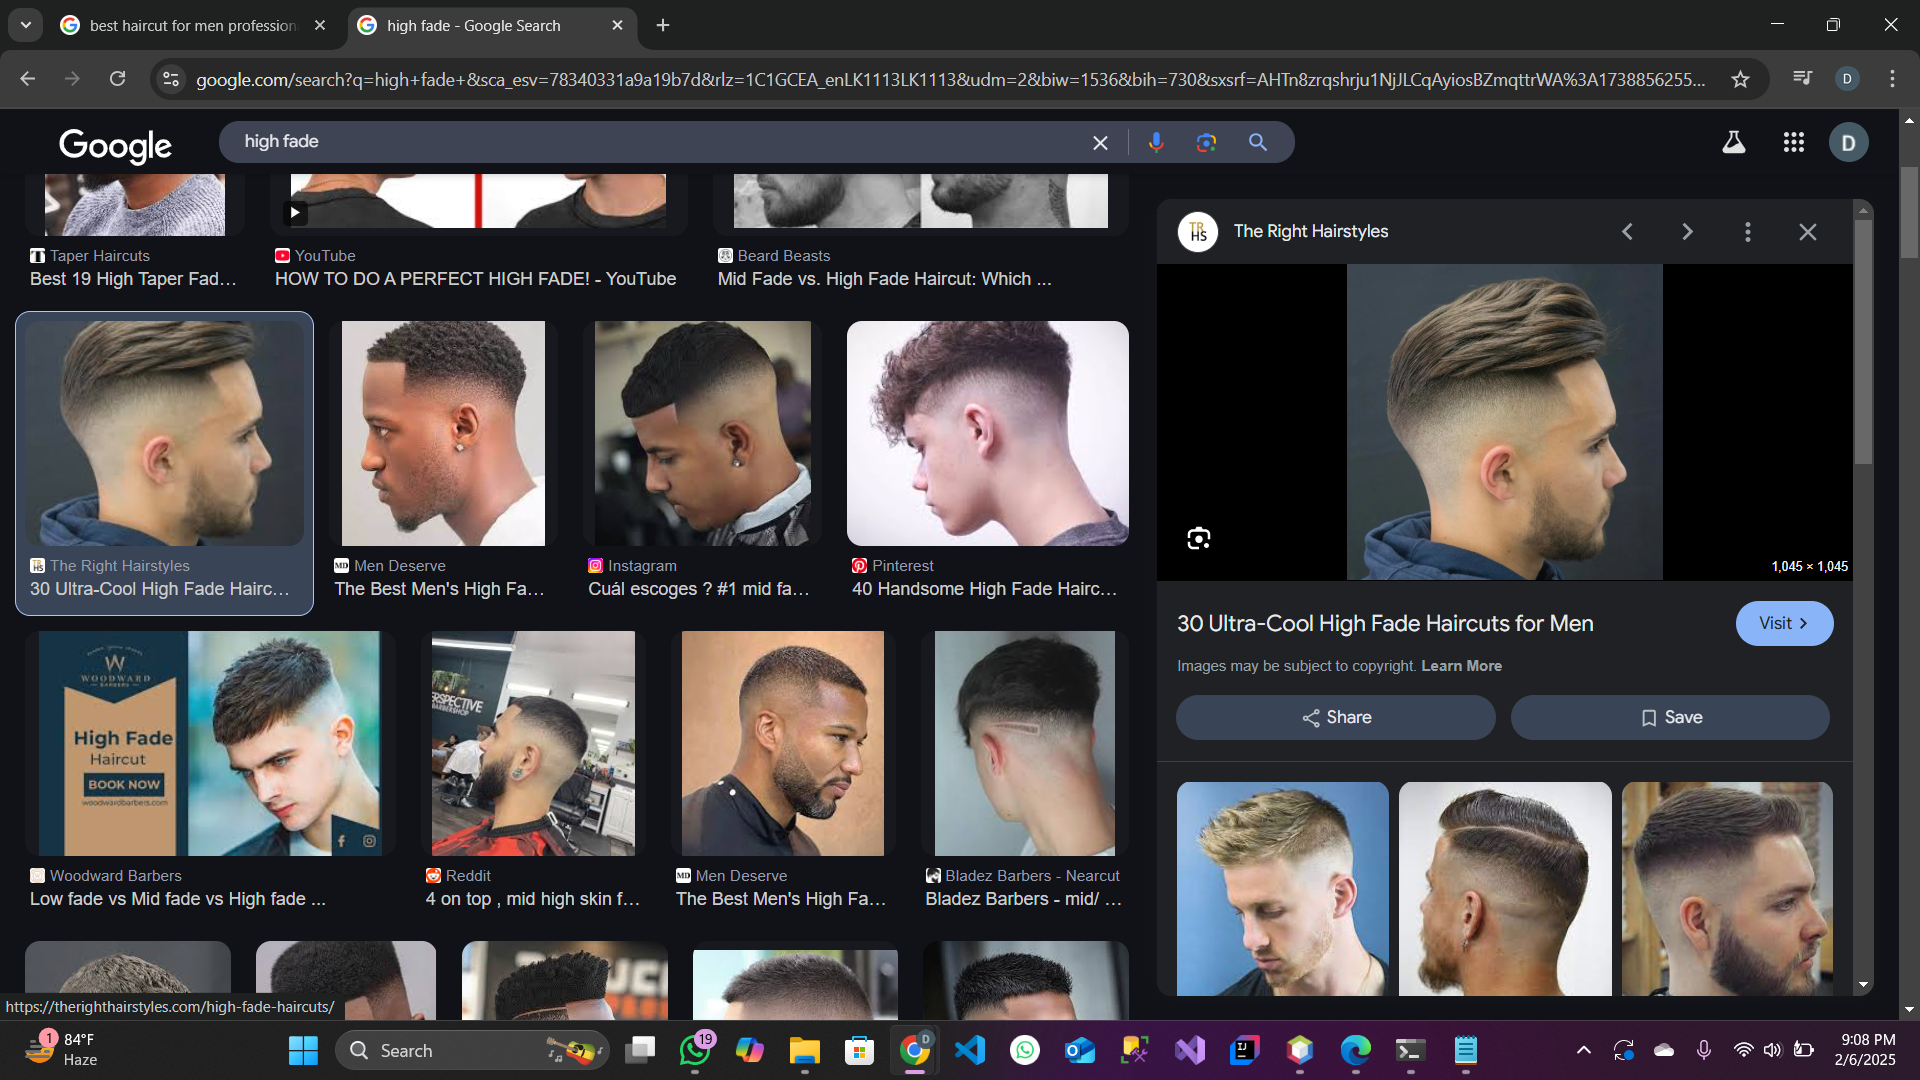 best haircut for men profession
high fade - Google Search
google.com/search?q=high+fade+&sca_esv=78340331a9a19b7d&rlz=1C1GCEA_enLK1113LK1113&udm=2&biw=1536&bih=730&sxsrf=AHTn8zrqshrju1NjJLCqAyiosBZmqttrWA%3A1738856255...
D
Google
high fade
D
Taper Haircuts
Best 19 High Taper Fad...
YouTube
HOW TO DO A PERFECT HIGH FADE! - YouTube
Beard Beasts
Mid Fade vs. High Fade Haircut: Which ...
The Right Hairstyles
30 Ultra-Cool High Fade Hairc...
MD Men Deserve
The Best Men's High Fa...
Instagram
Cuál escoges ? #1 mid fa...
Pinterest
40 Handsome High Fade Hairc...
W
WOODWARD
BARBERS
High Fade
Haircut
BOOK NOW
woodwardbarbers.com
Woodward Barbers
Low fade vs Mid fade vs High fade ...
ERSPECTIVE
BARBERSHOP
Reddit
4 on top , mid high skin f...
MD Men Deserve
The Best Men's High Fa...
Bladez Barbers - Nearcut
Bladez Barbers - mid/ ...
TR
HS
The Right Hairstyles
1,045 × 1,045
30 Ultra-Cool High Fade Haircuts for Men
Visit
Images may be subject to copyright. Learn More
Share
Save
https://therighthairstyles.com/high-fade-haircuts/
1
84°F
Haze
Search
19
D
9:08 PM
2/6/2025